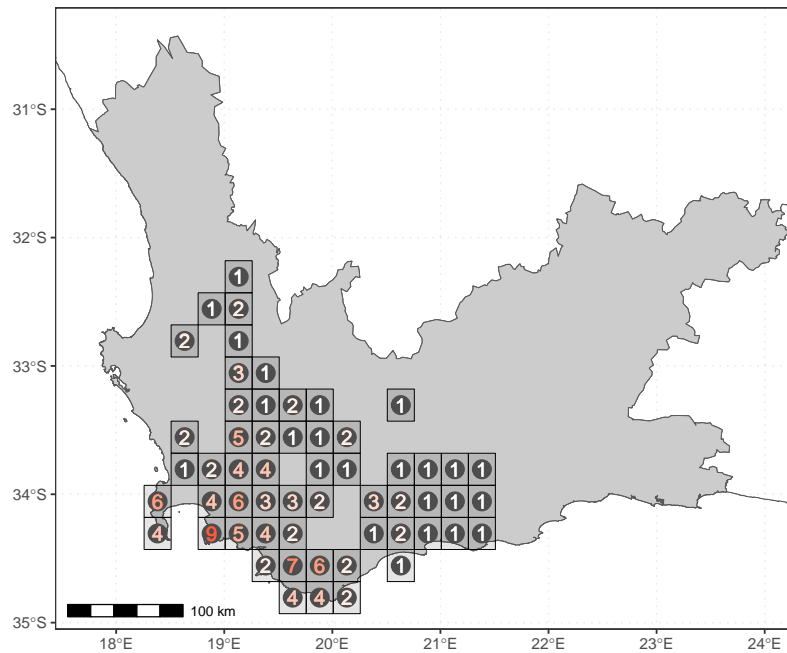 31°S
32°S
1
1 2
2 1
33°S
3 1
2 1 2 1 1
2 5 2 1 1 2
1 2 4 4 1 1 1 1 1 1
34°S
6 4 6 3 3 2 3 2 1 1 1
4 9 5 4 2 1 2 1 1 1
2 7 6 2 1
4 4 2
100 km
35°S
18°E 19°E 20°E 21°E 22°E 23°E 24°E